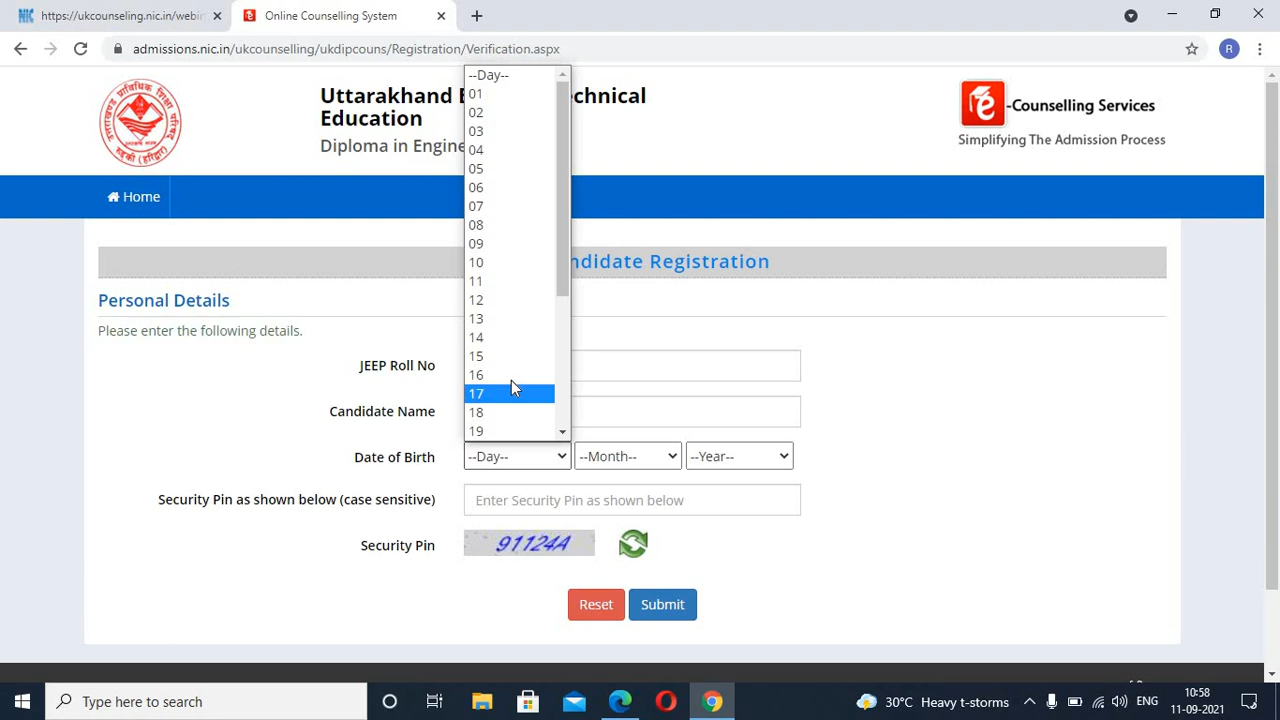 https://ukcounseling.nic.in/webin
Online Counselling System
admissions.nic.in/ukcounselling/ukdipcouns/Registration/Verification.aspx
R
Uttarakhand B
chnical
Education
Diploma in Engine
e-Counselling Services
Simplifying The Admission Process
Home
ndidate Registration
Personal Details
Please enter the following details.
JEEP Roll No
Candidate Name
Date of Birth
--Day--
01
02
03
04
05
06
07
08
09
10
11
12
13
14
15
16
17
18
19
--Day-- --Month-- --Year--
Security Pin as shown below (case sensitive)
Enter Security Pin as shown below
Security Pin
91124A
Reset
Submit
Type here to search
30°C Heavy t-storms
ENG
10:58
11-09-2021